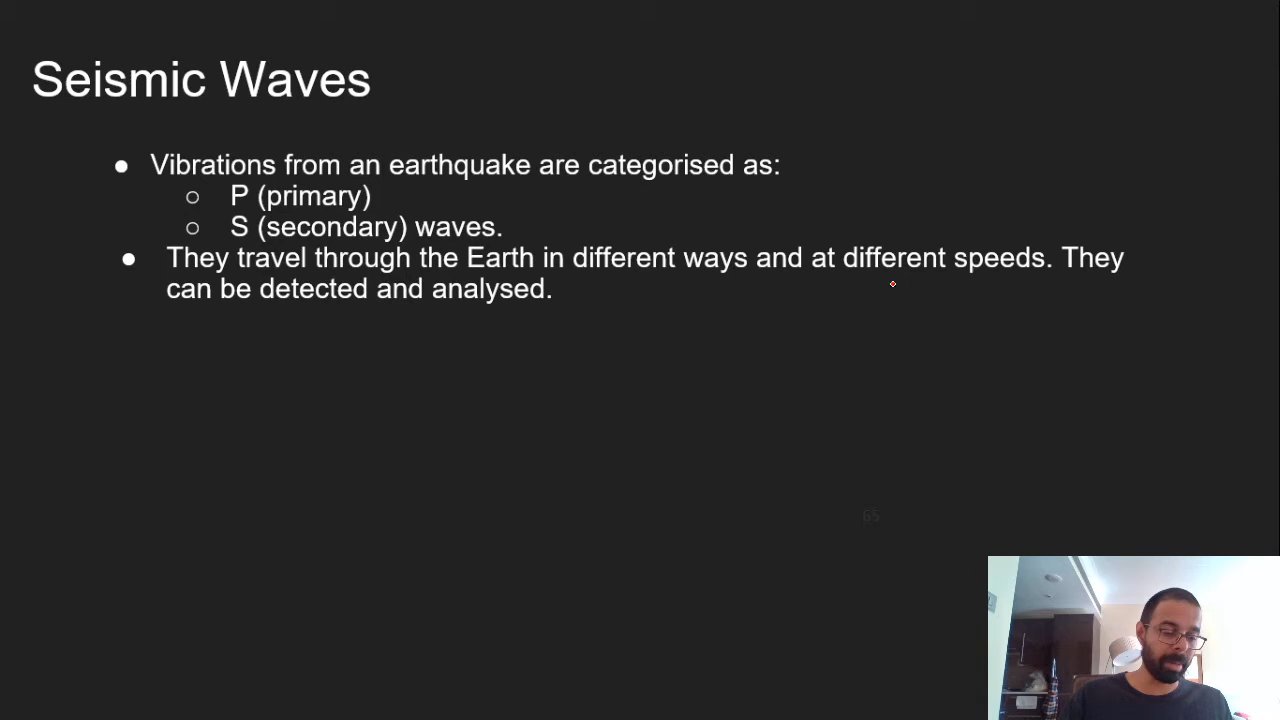 Seismic Waves
● Vibrations from an earthquake are categorised as:
○ P (primary)
○ S (secondary) waves.
● They travel through the Earth in different ways and at different speeds. They
can be detected and analysed.
65